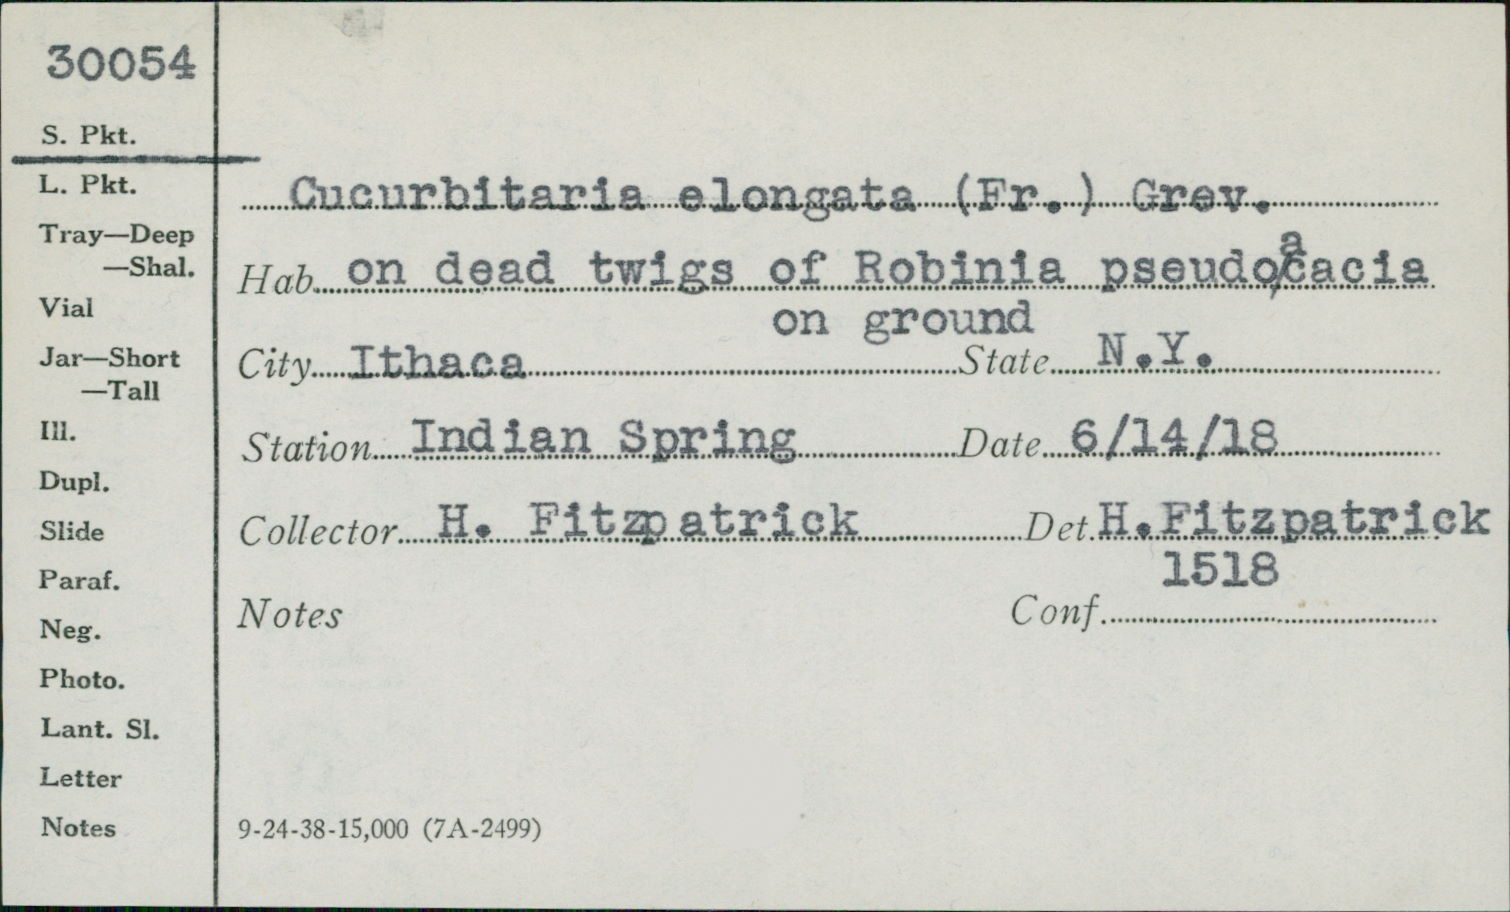 30054
S. Pkt.
L. Pkt.
Tray—Deep
—Shal.
Vial
Jar—Short
—Tall
Ill.
Dupl.
Slide
Paraf.
Neg.
Photo.
Lant. Sl.
Letter
Notes
Cucurbitaria elongata (Fr.) Grev.
Hab. on dead twigs of Robinia pseudoacacia
on ground
City Ithaca State N.Y.
Station Indian Spring Date 6/14/18
Collector H. Fitzpatrick Det. H.Fitzpatrick
1518
Notes Conf.
9-24-38-15,000 (7A-2499)